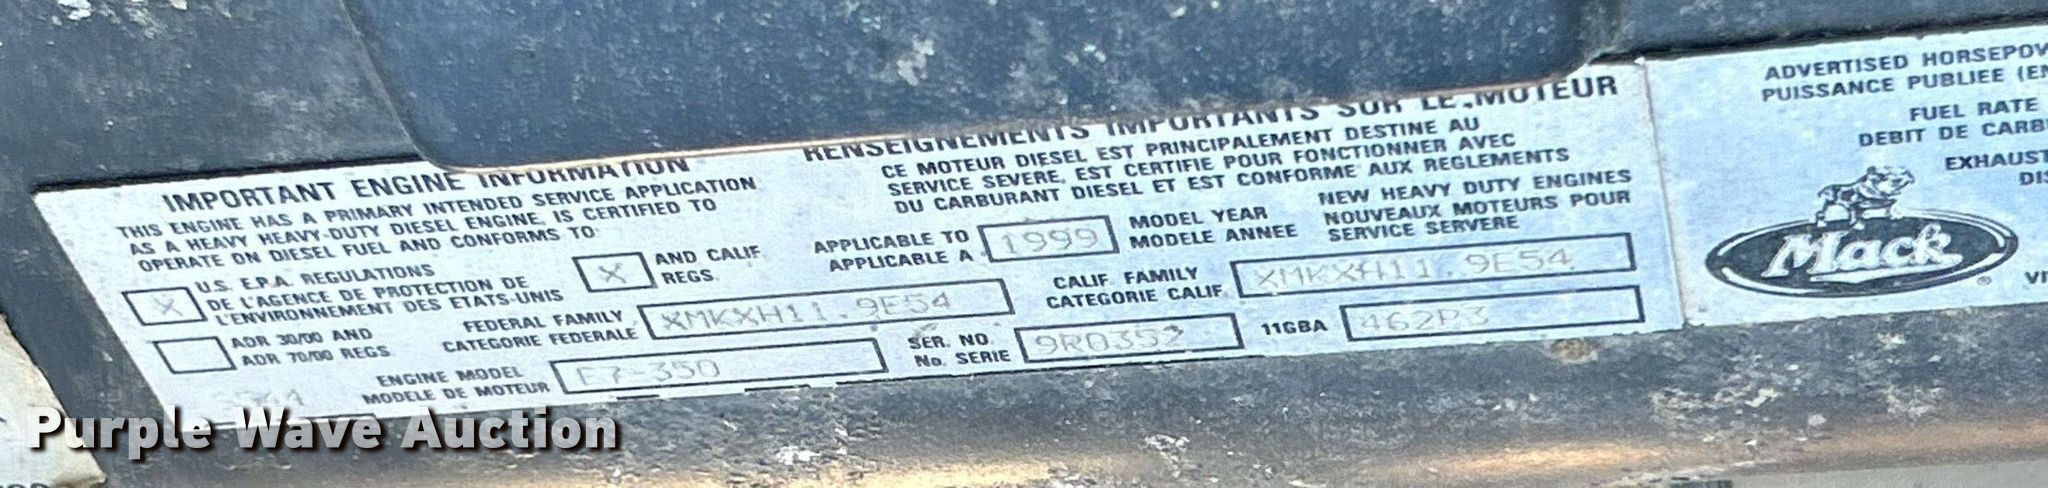 IMPORTANT ENGINE INFORMATION
THIS ENGINE HAS A PRIMARY INTENDED SERVICE APPLICATION
AS A HEAVY HEAVY-DUTY DIESEL ENGINE, IS CERTIFIED TO
OPERATE ON DIESEL FUEL AND CONFORMS TO:
X U.S. E.P.A. REGULATIONS
DE L'AGENCE DE PROTECTION DE
L'ENVIRONNEMENT DES ETATS-UNIS
X AND CALIF.
REGS.
ADR 30/00 AND
ADR 70/00 REGS.
RENSEIGNEMENTS IMPORTANTS SUR LE MOTEUR
CE MOTEUR DIESEL EST PRINCIPALEMENT DESTINE AU
SERVICE SEVERE, EST CERTIFIE POUR FONCTIONNER AVEC
DU CARBURANT DIESEL ET EST CONFORME AUX REGLEMENTS
APPLICABLE TO
APPLICABLE A
1999
MODEL YEAR
MODELE ANNEE
NEW HEAVY DUTY ENGINES
NOUVEAUX MOTEURS POUR
SERVICE SERVERE
FEDERAL FAMILY
CATEGORIE FEDERALE
XMKXH11.9E54
CALIF. FAMILY
CATEGORIE CALIF.
XMKXH11.9E54
ENGINE MODEL
MODELE DE MOTEUR
E7-350
SER. NO.
No. SERIE
9R0352
11GBA
462P3
ADVERTISED HORSEPOW
PUISSANCE PUBLIEE (EN
FUEL RATE
DEBIT DE CARB
EXHAUST
DIS
Mack
®
Purple Wave Auction